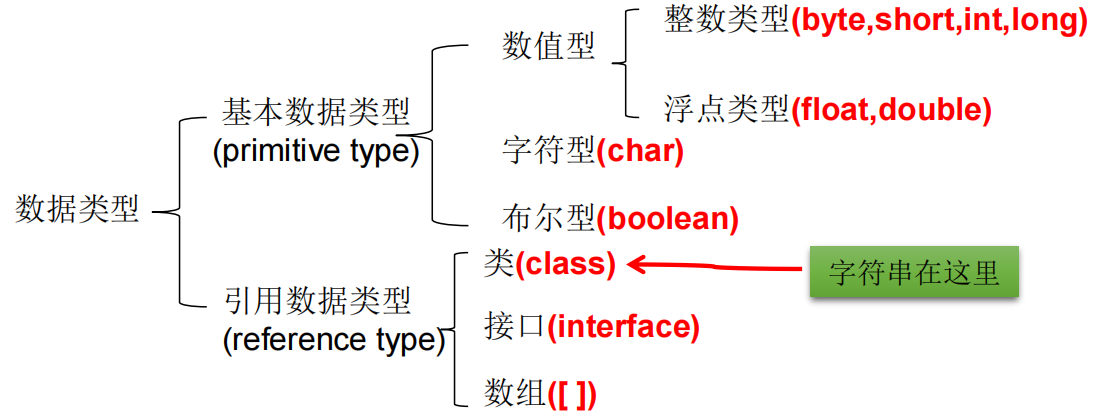 数据类型
基本数据类型
(primitive type)
数值型
整数类型(byte,short,int,long)
浮点类型(float,double)
字符型(char)
布尔型(boolean)
引用数据类型
(reference type)
类(class)
字符串在这里
接口(interface)
数组([ ])